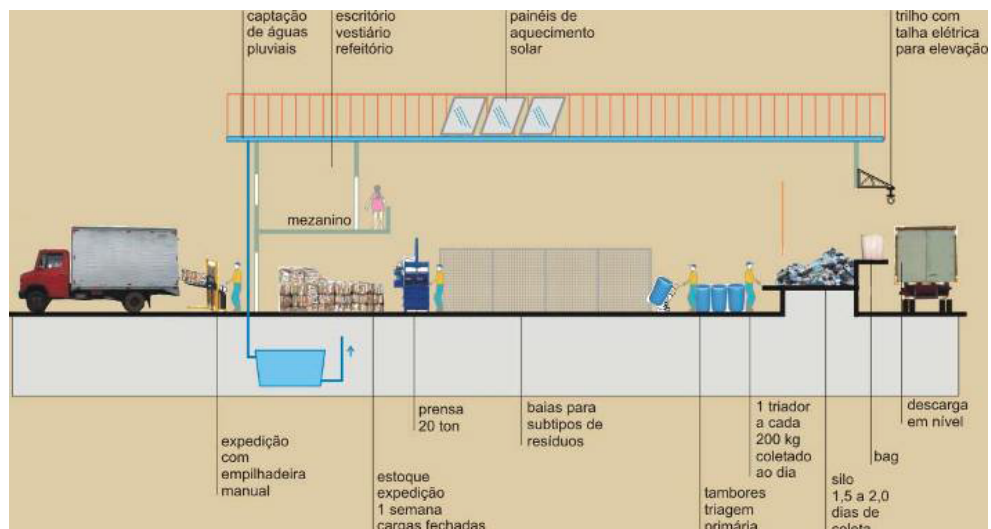 captação
de águas
pluviais
escritório
vestiário
refeitório
painéis de
aquecimento
solar
trilho com
talha elétrica
para elevação
mezanino
expedição
com
empilhadeira
manual
estoque
expedição
1 semana
cargas fechadas
prensa
20 ton
baias para
subtipos de
resíduos
tambores
triagem
primária
1 triador
a cada
200 kg
coletado
ao dia
silo
1,5 a 2,0
dias de
coleta
bag
descarga
em nível